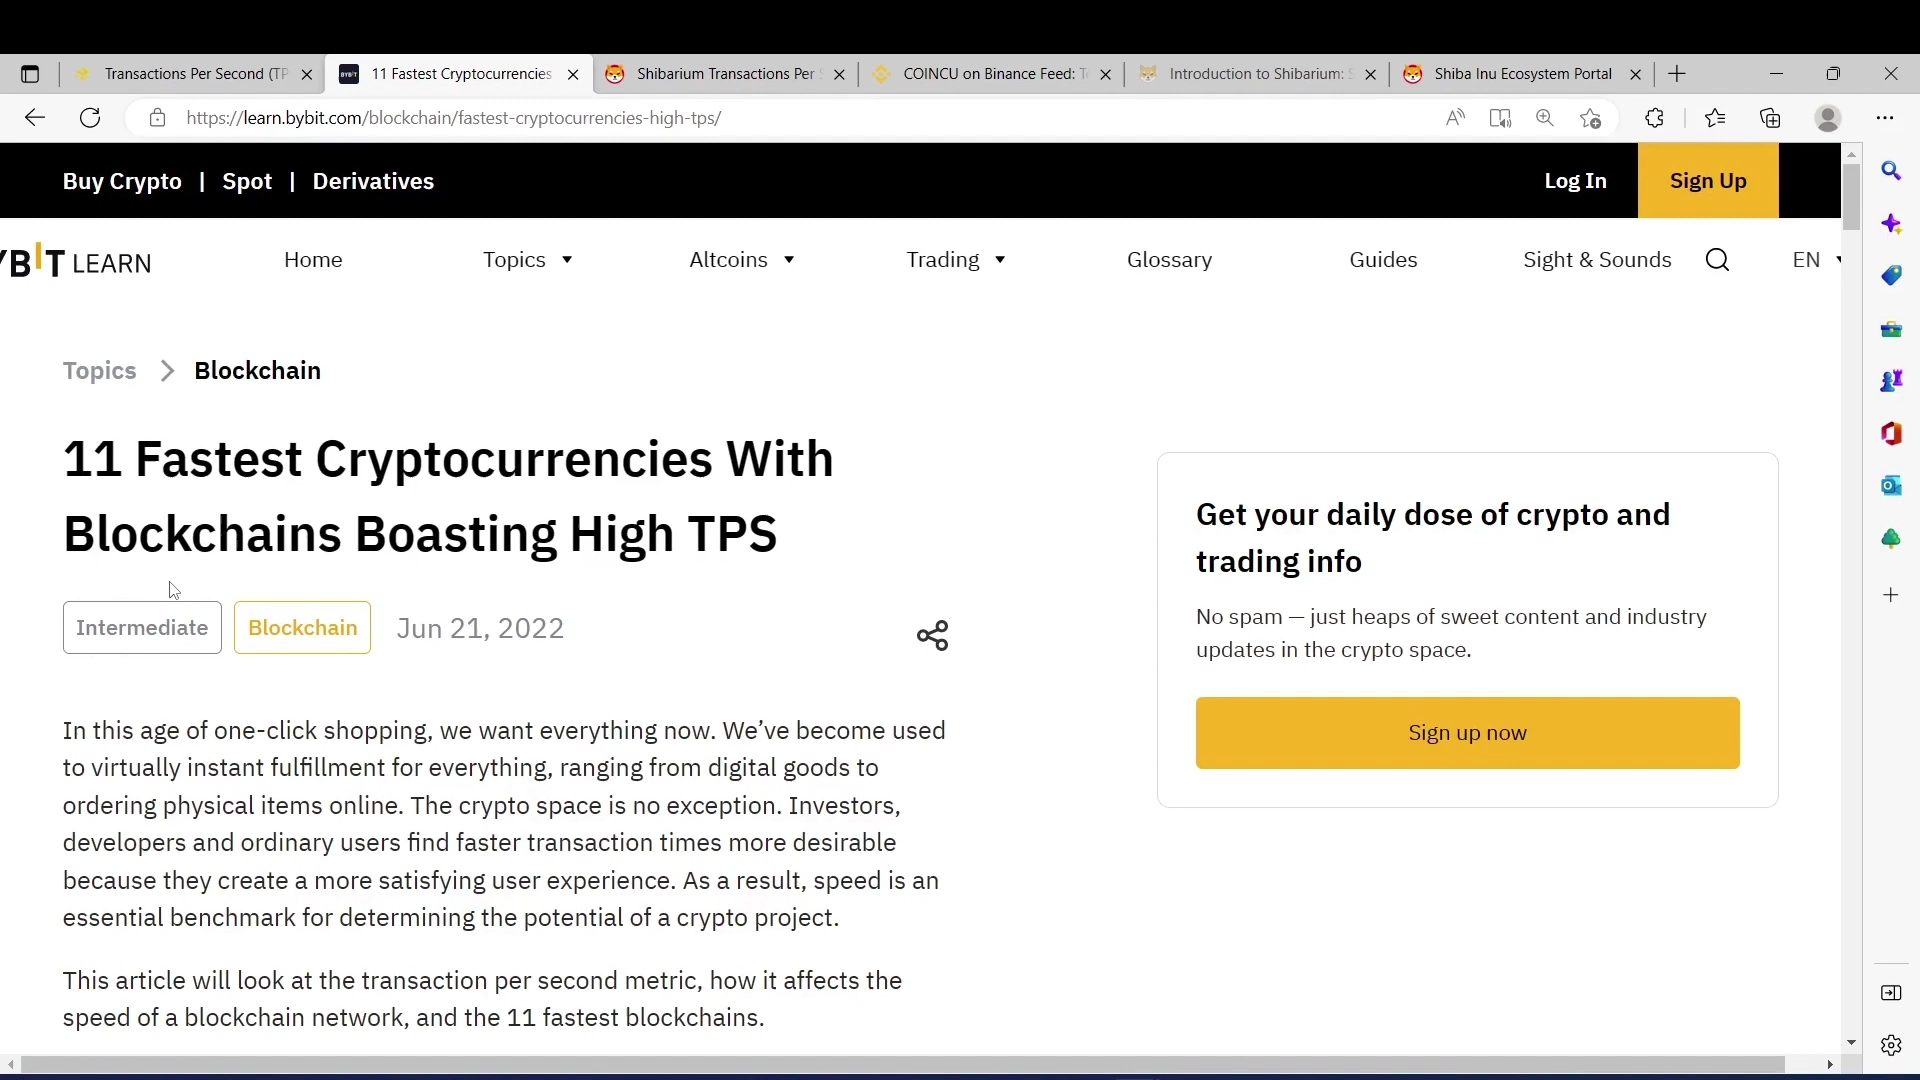 Transactions Per Second (TP
11 Fastest Cryptocurrencies
Shibarium Transactions Per
COINCU on Binance Feed:
Introduction to Shibarium:
Shiba Inu Ecosystem Portal
https://learn.bybit.com/blockchain/fastest-cryptocurrencies-high-tps/
Buy Crypto | Spot | Derivatives
Log In
Sign Up
YBIT LEARN
Home
Topics
Altcoins
Trading
Glossary
Guides
Sight & Sounds
EN
Topics > Blockchain
11 Fastest Cryptocurrencies With
Blockchains Boasting High TPS
Intermediate
Blockchain
Jun 21, 2022
In this age of one-click shopping, we want everything now. We’ve become used
to virtually instant fulfillment for everything, ranging from digital goods to
ordering physical items online. The crypto space is no exception. Investors,
developers and ordinary users find faster transaction times more desirable
because they create a more satisfying user experience. As a result, speed is an
essential benchmark for determining the potential of a crypto project.
This article will look at the transaction per second metric, how it affects the
speed of a blockchain network, and the 11 fastest blockchains.
Get your daily dose of crypto and
trading info
No spam — just heaps of sweet content and industry
updates in the crypto space.
Sign up now